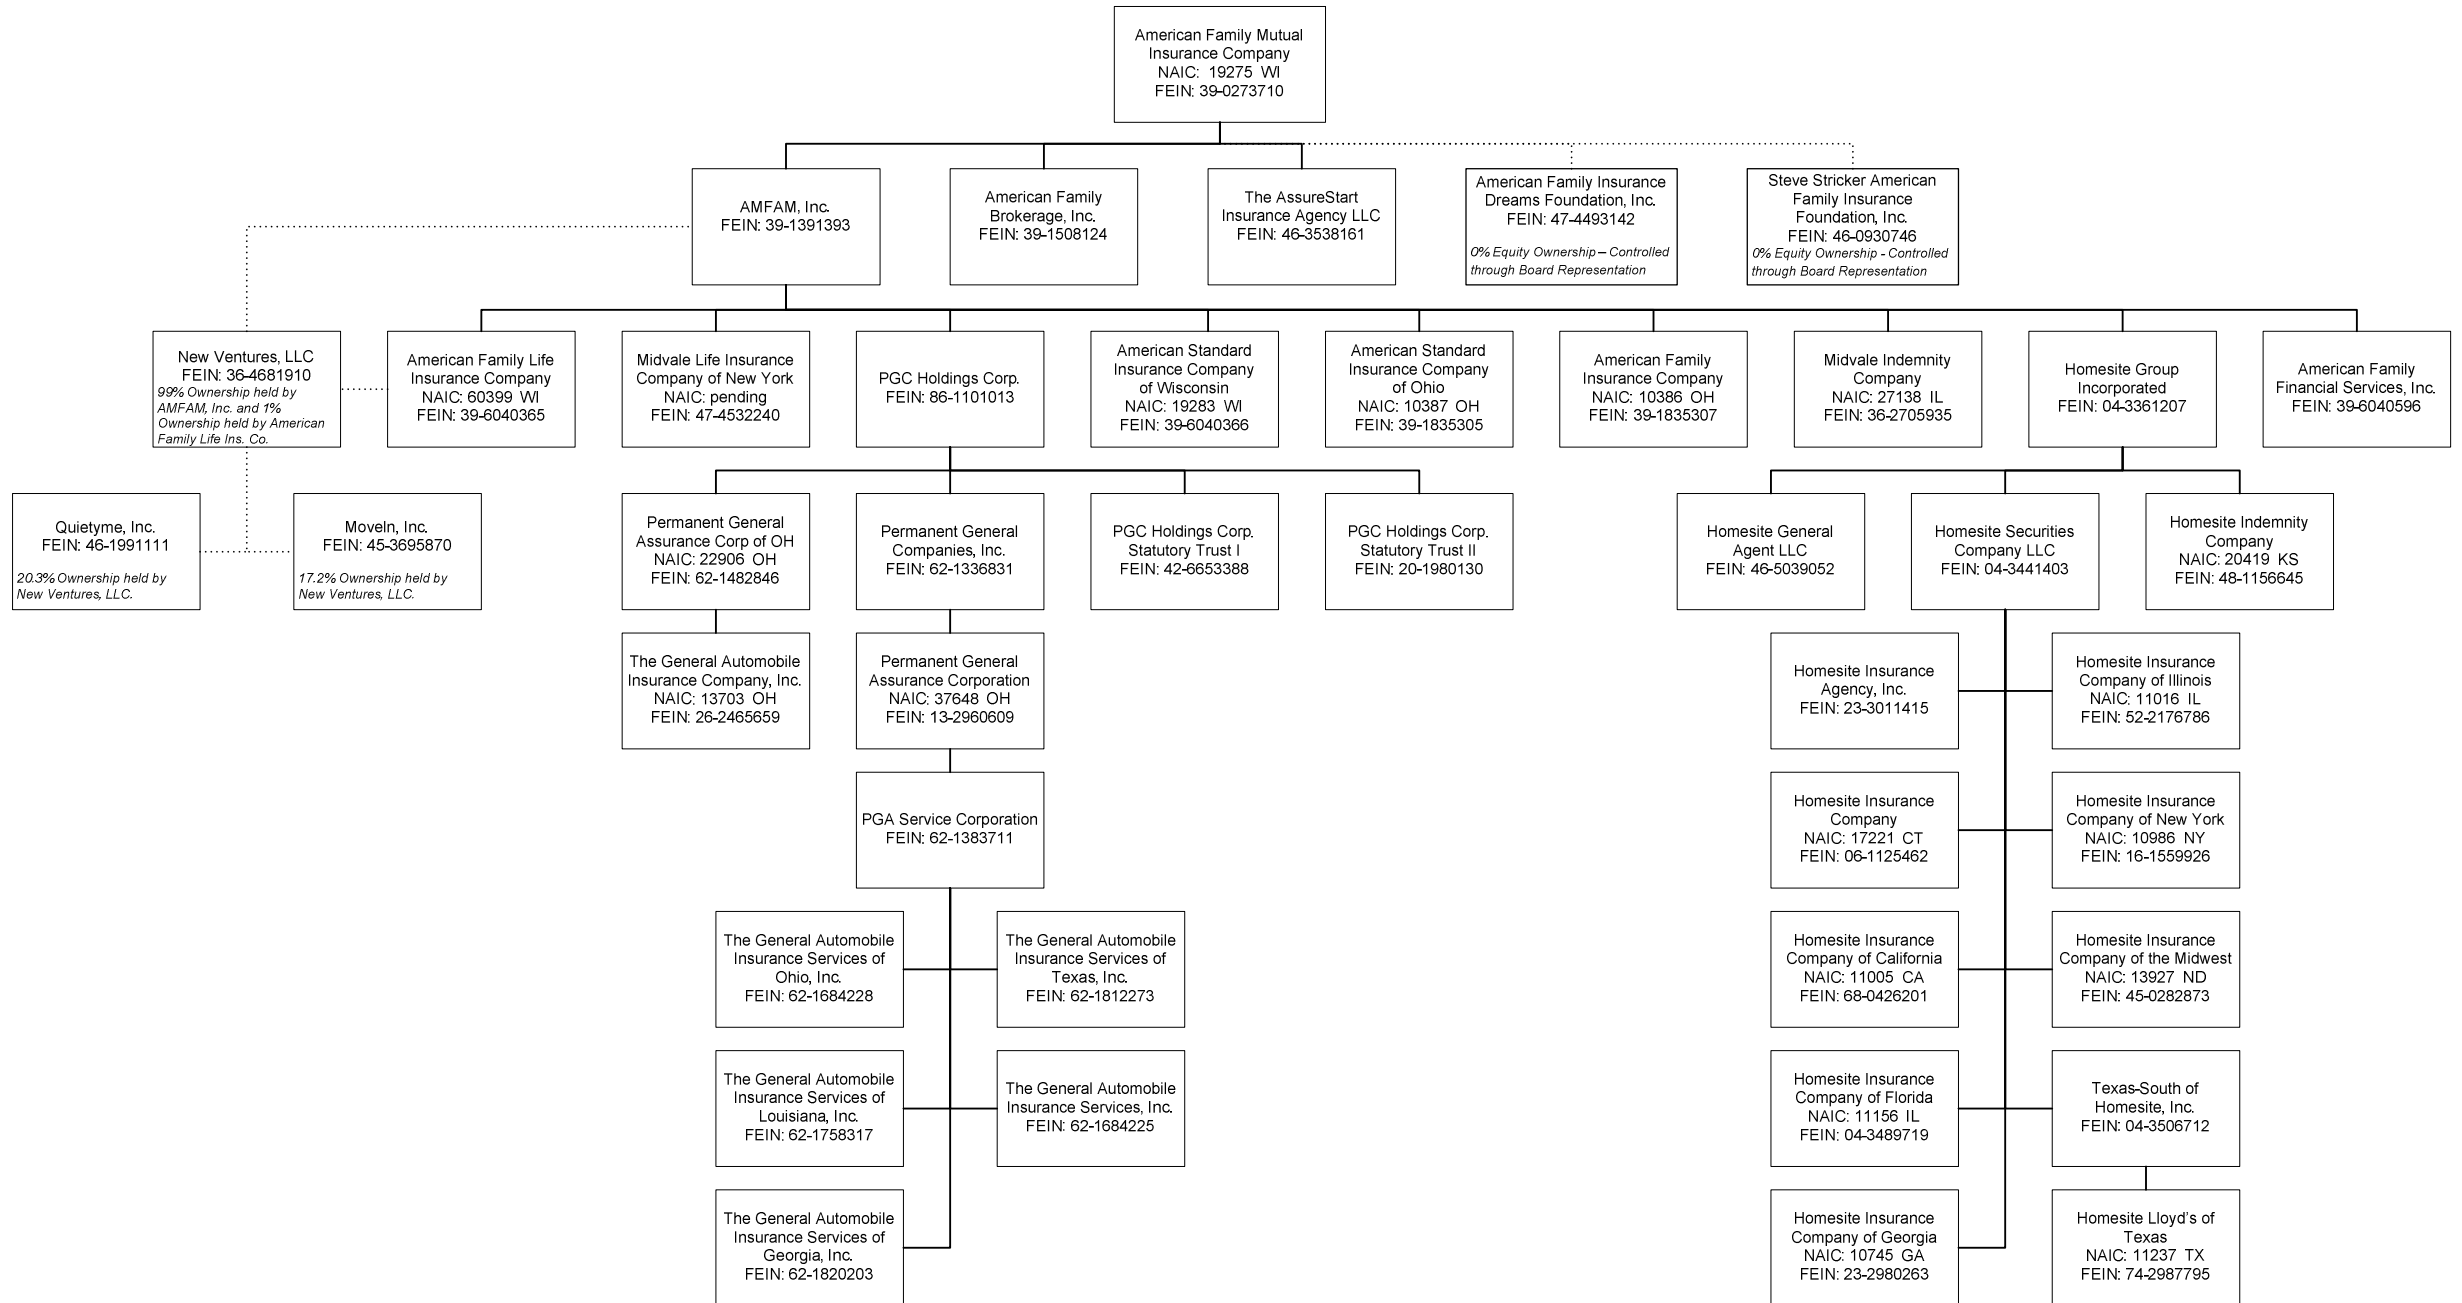 American Family Mutual
Insurance Company
NAIC: 19275 WI
FEIN: 39-0273710
AMFAM, Inc.
FEIN: 39-1391393
American Family
Brokerage, Inc.
FEIN: 39-1508124
The AssureStart
Insurance Agency LLC
FEIN: 46-3538161
American Family Insurance
Dreams Foundation, Inc.
FEIN: 47-4493142
0% Equity Ownership – Controlled
through Board Representation
Steve Stricker American
Family Insurance
Foundation, Inc.
FEIN: 46-0930746
0% Equity Ownership - Controlled
through Board Representation
New Ventures, LLC
FEIN: 36-4681910
99% Ownership held by
AMFAM, Inc. and 1%
Ownership held by American
Family Life Ins. Co.
American Family Life
Insurance Company
NAIC: 60399 WI
FEIN: 39-6040365
Midvale Life Insurance
Company of New York
NAIC: pending
FEIN: 47-4532240
PGC Holdings Corp.
FEIN: 86-1101013
American Standard
Insurance Company
of Wisconsin
NAIC: 19283 WI
FEIN: 39-6040366
American Standard
Insurance Company
of Ohio
NAIC: 10387 OH
FEIN: 39-1835305
American Family
Insurance Company
NAIC: 10386 OH
FEIN: 39-1835307
Midvale Indemnity
Company
NAIC: 27138 IL
FEIN: 36-2705935
Homesite Group
Incorporated
FEIN: 04-3361207
American Family
Financial Services, Inc.
FEIN: 39-6040596
Quietyme, Inc.
FEIN: 46-1991111
20.3% Ownership held by
New Ventures, LLC.
MoveIn, Inc.
FEIN: 45-3695870
17.2% Ownership held by
New Ventures, LLC.
Permanent General
Assurance Corp of OH
NAIC: 22906 OH
FEIN: 62-1482846
Permanent General
Companies, Inc.
FEIN: 62-1336831
PGC Holdings Corp.
Statutory Trust I
FEIN: 42-6653388
PGC Holdings Corp.
Statutory Trust II
FEIN: 20-1980130
Homesite General
Agent LLC
FEIN: 46-5039052
Homesite Securities
Company LLC
FEIN: 04-3441403
Homesite Indemnity
Company
NAIC: 20419 KS
FEIN: 48-1156645
The General Automobile
Insurance Company, Inc.
NAIC: 13703 OH
FEIN: 26-2465659
Permanent General
Assurance Corporation
NAIC: 37648 OH
FEIN: 13-2960609
Homesite Insurance
Agency, Inc.
FEIN: 23-3011415
Homesite Insurance
Company of Illinois
NAIC: 11016 IL
FEIN: 52-2176786
PGA Service Corporation
FEIN: 62-1383711
Homesite Insurance
Company
NAIC: 17221 CT
FEIN: 06-1125462
Homesite Insurance
Company of New York
NAIC: 10986 NY
FEIN: 16-1559926
The General Automobile
Insurance Services of
Ohio, Inc.
FEIN: 62-1684228
The General Automobile
Insurance Services of
Texas, Inc.
FEIN: 62-1812273
Homesite Insurance
Company of California
NAIC: 11005 CA
FEIN: 68-0426201
Homesite Insurance
Company of the Midwest
NAIC: 13927 ND
FEIN: 45-0282873
The General Automobile
Insurance Services of
Louisiana, Inc.
FEIN: 62-1758317
The General Automobile
Insurance Services, Inc.
FEIN: 62-1684225
Homesite Insurance
Company of Florida
NAIC: 11156 IL
FEIN: 04-3489719
Texas-South of
Homesite, Inc.
FEIN: 04-3506712
The General Automobile
Insurance Services of
Georgia, Inc.
FEIN: 62-1820203
Homesite Insurance
Company of Georgia
NAIC: 10745 GA
FEIN: 23-2980263
Homesite Lloyd's of
Texas
NAIC: 11237 TX
FEIN: 74-2987795